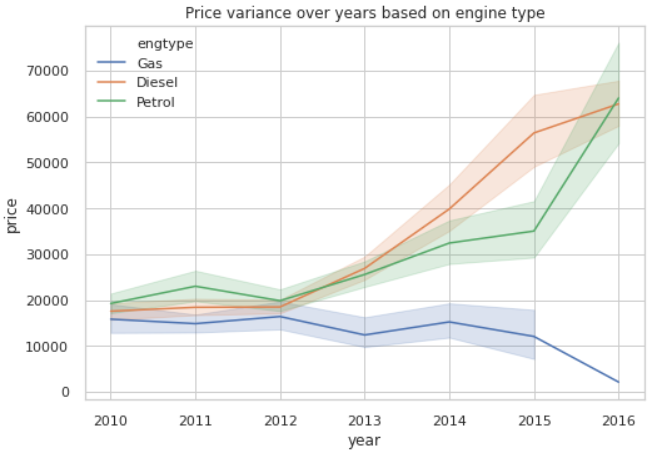 Price variance over years based on engine type
engtype
Gas
Diesel
Petrol
70000
60000
50000
40000
30000
20000
10000
0
price
2010 2011 2012 2013 2014 2015 2016
year